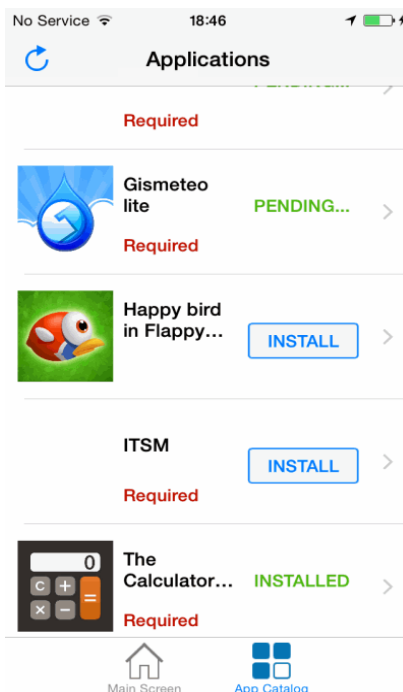 No Service 18:46
Applications
PENDING...
Required
Gismeteo
lite
PENDING...
Required
Happy bird
in Flappy...
INSTALL
ITSM
INSTALL
Required
0
The
Calculator...
INSTALLED
C +
× − =
Required
Main Screen App Catalog